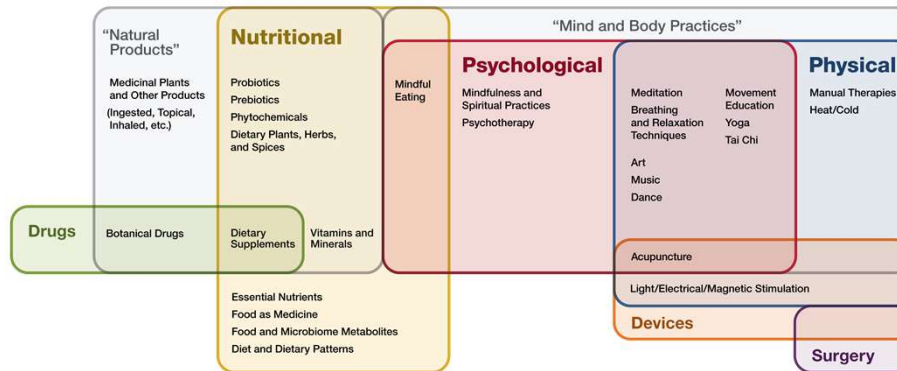 “Natural
Products”
Medicinal Plants
and Other Products
(Ingested, Topical,
Inhaled, etc.)
Nutritional
Probiotics
Prebiotics
Phytochemicals
Dietary Plants, Herbs,
and Spices
“Mind and Body Practices”
Mindful
Eating
Psychological
Mindfulness and
Spiritual Practices
Psychotherapy
Meditation
Breathing
and Relaxation
Techniques
Art
Music
Dance
Movement
Education
Yoga
Tai Chi
Physical
Manual Therapies
Heat/Cold
Drugs
Botanical Drugs
Dietary
Supplements
Vitamins and
Minerals
Acupuncture
Light/Electrical/Magnetic Stimulation
Essential Nutrients
Food as Medicine
Food and Microbiome Metabolites
Diet and Dietary Patterns
Devices
Surgery